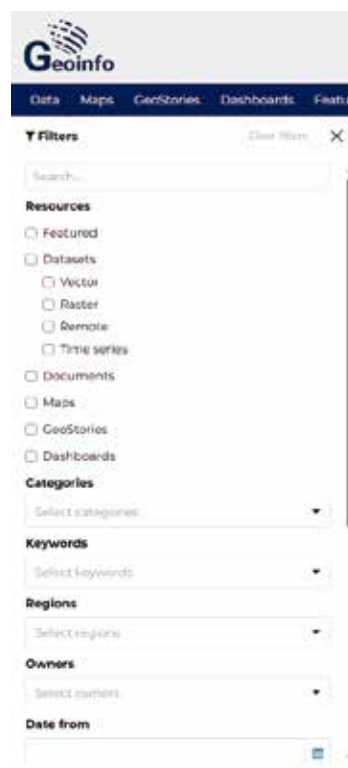 Geoinfo
Data Maps GeoStories Dashboards Featu
Filters Clear filters
Search...
Resources
Featured
Datasets
Vector
Raster
Remote
Time series
Documents
Maps
GeoStories
Dashboards
Categories
Select categories
Keywords
Select keywords
Regions
Select regions
Owners
Select owners
Date from